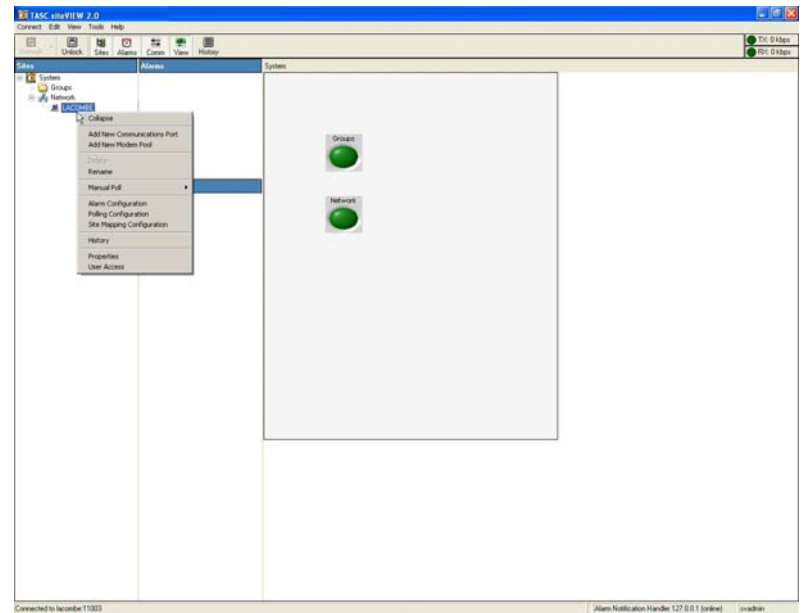 TASC siteVIEW 2.0
Connect Edit View Tools Help
Unlock Sites Alarms Comm View History
TX: 0 kbps
RX: 0 kbps
Sites
Alarms
System
System
Groups
Network
LACOMBE
Collapse
Add New Communications Port
Add New Modem Pool
Delete
Rename
Manual Poll
Alarm Configuration
Polling Configuration
Site Mapping Configuration
History
Properties
User Access
Groups
Network
Connected to lacombe:11003
Alarm Notification Handler 127.0.0.1 (online)
svadmin